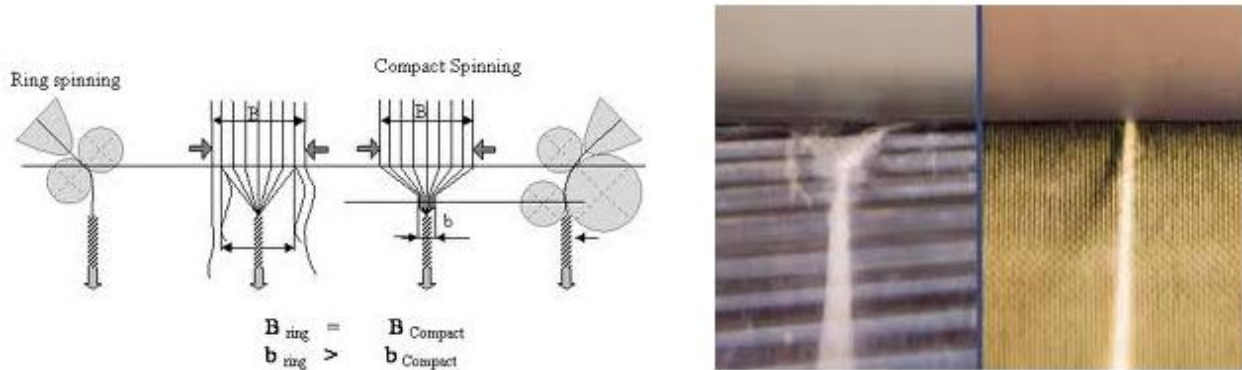 Ring spinning
Compact Spinning
B
B
b
B ring = B Compact
b ring > b Compact